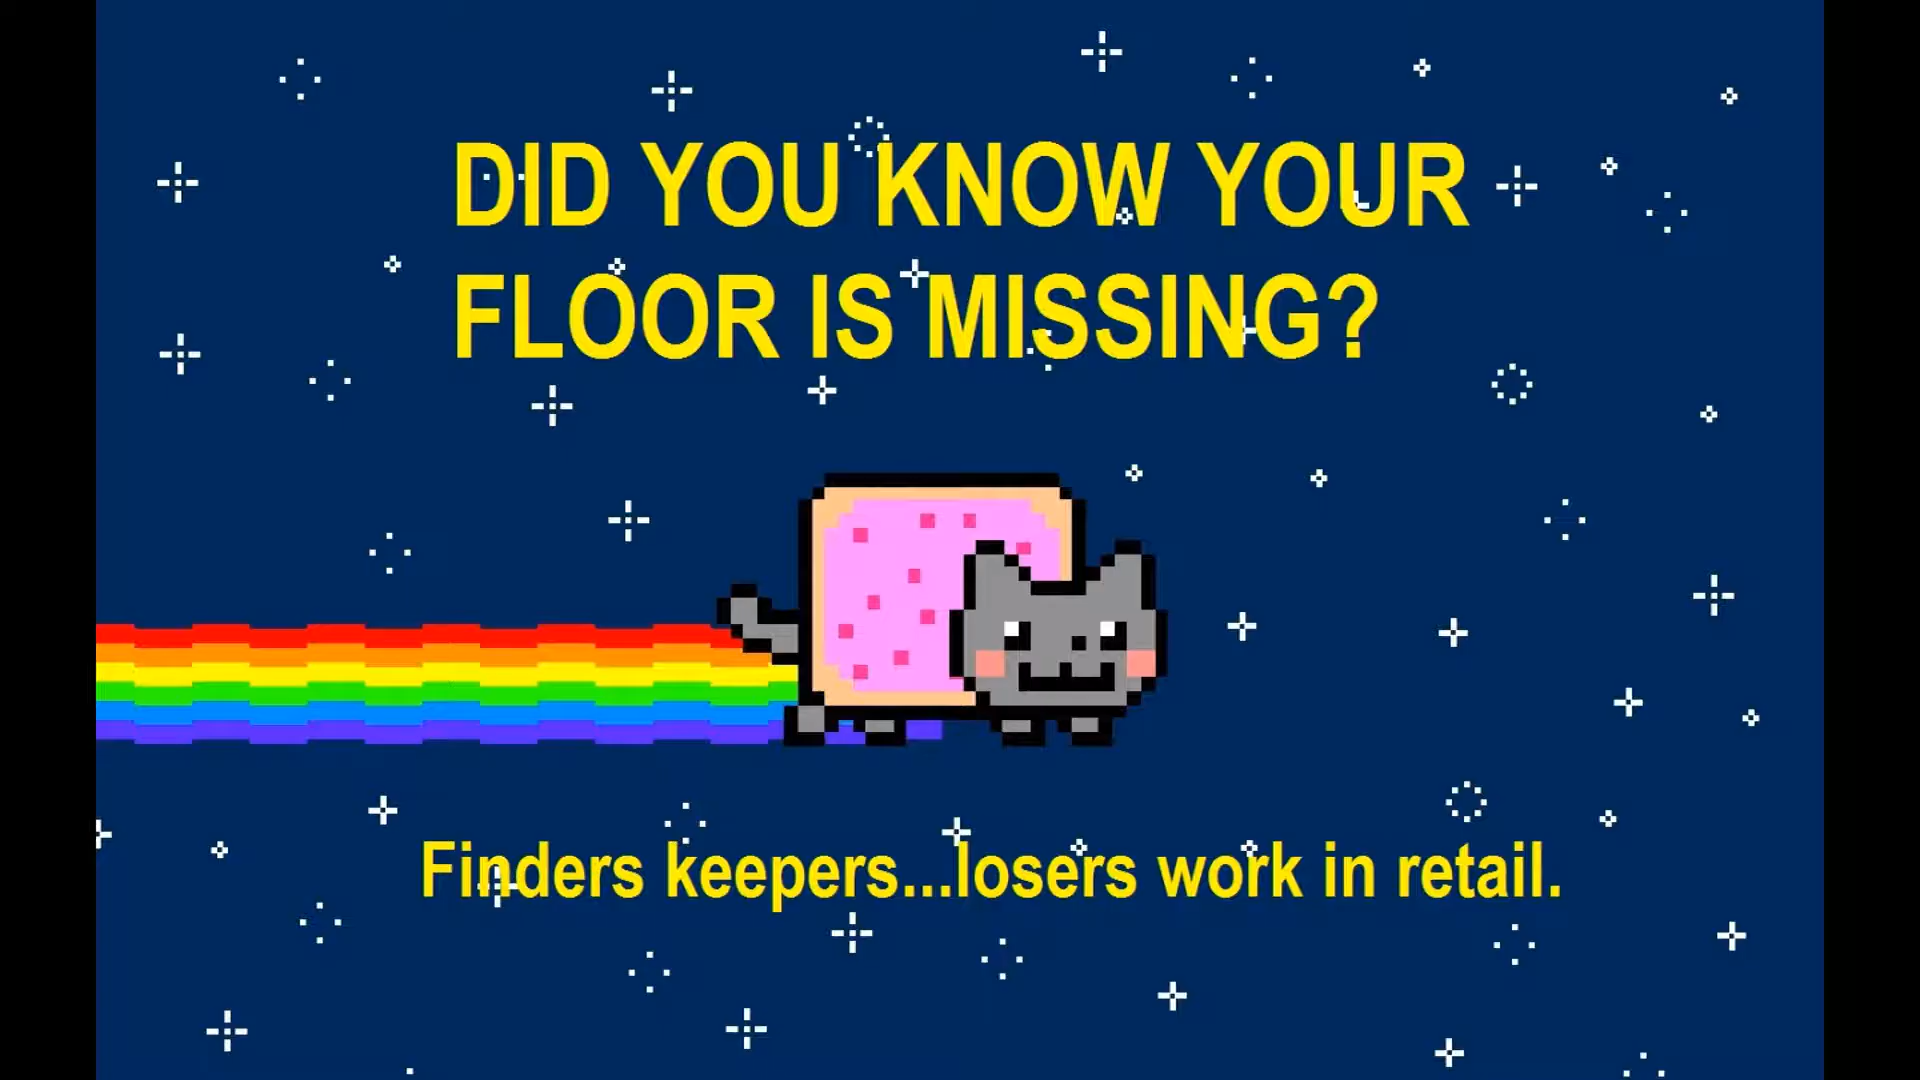 DID YOU KNOW YOUR
FLOOR IS MISSING?
Finders keepers...losers work in retail.